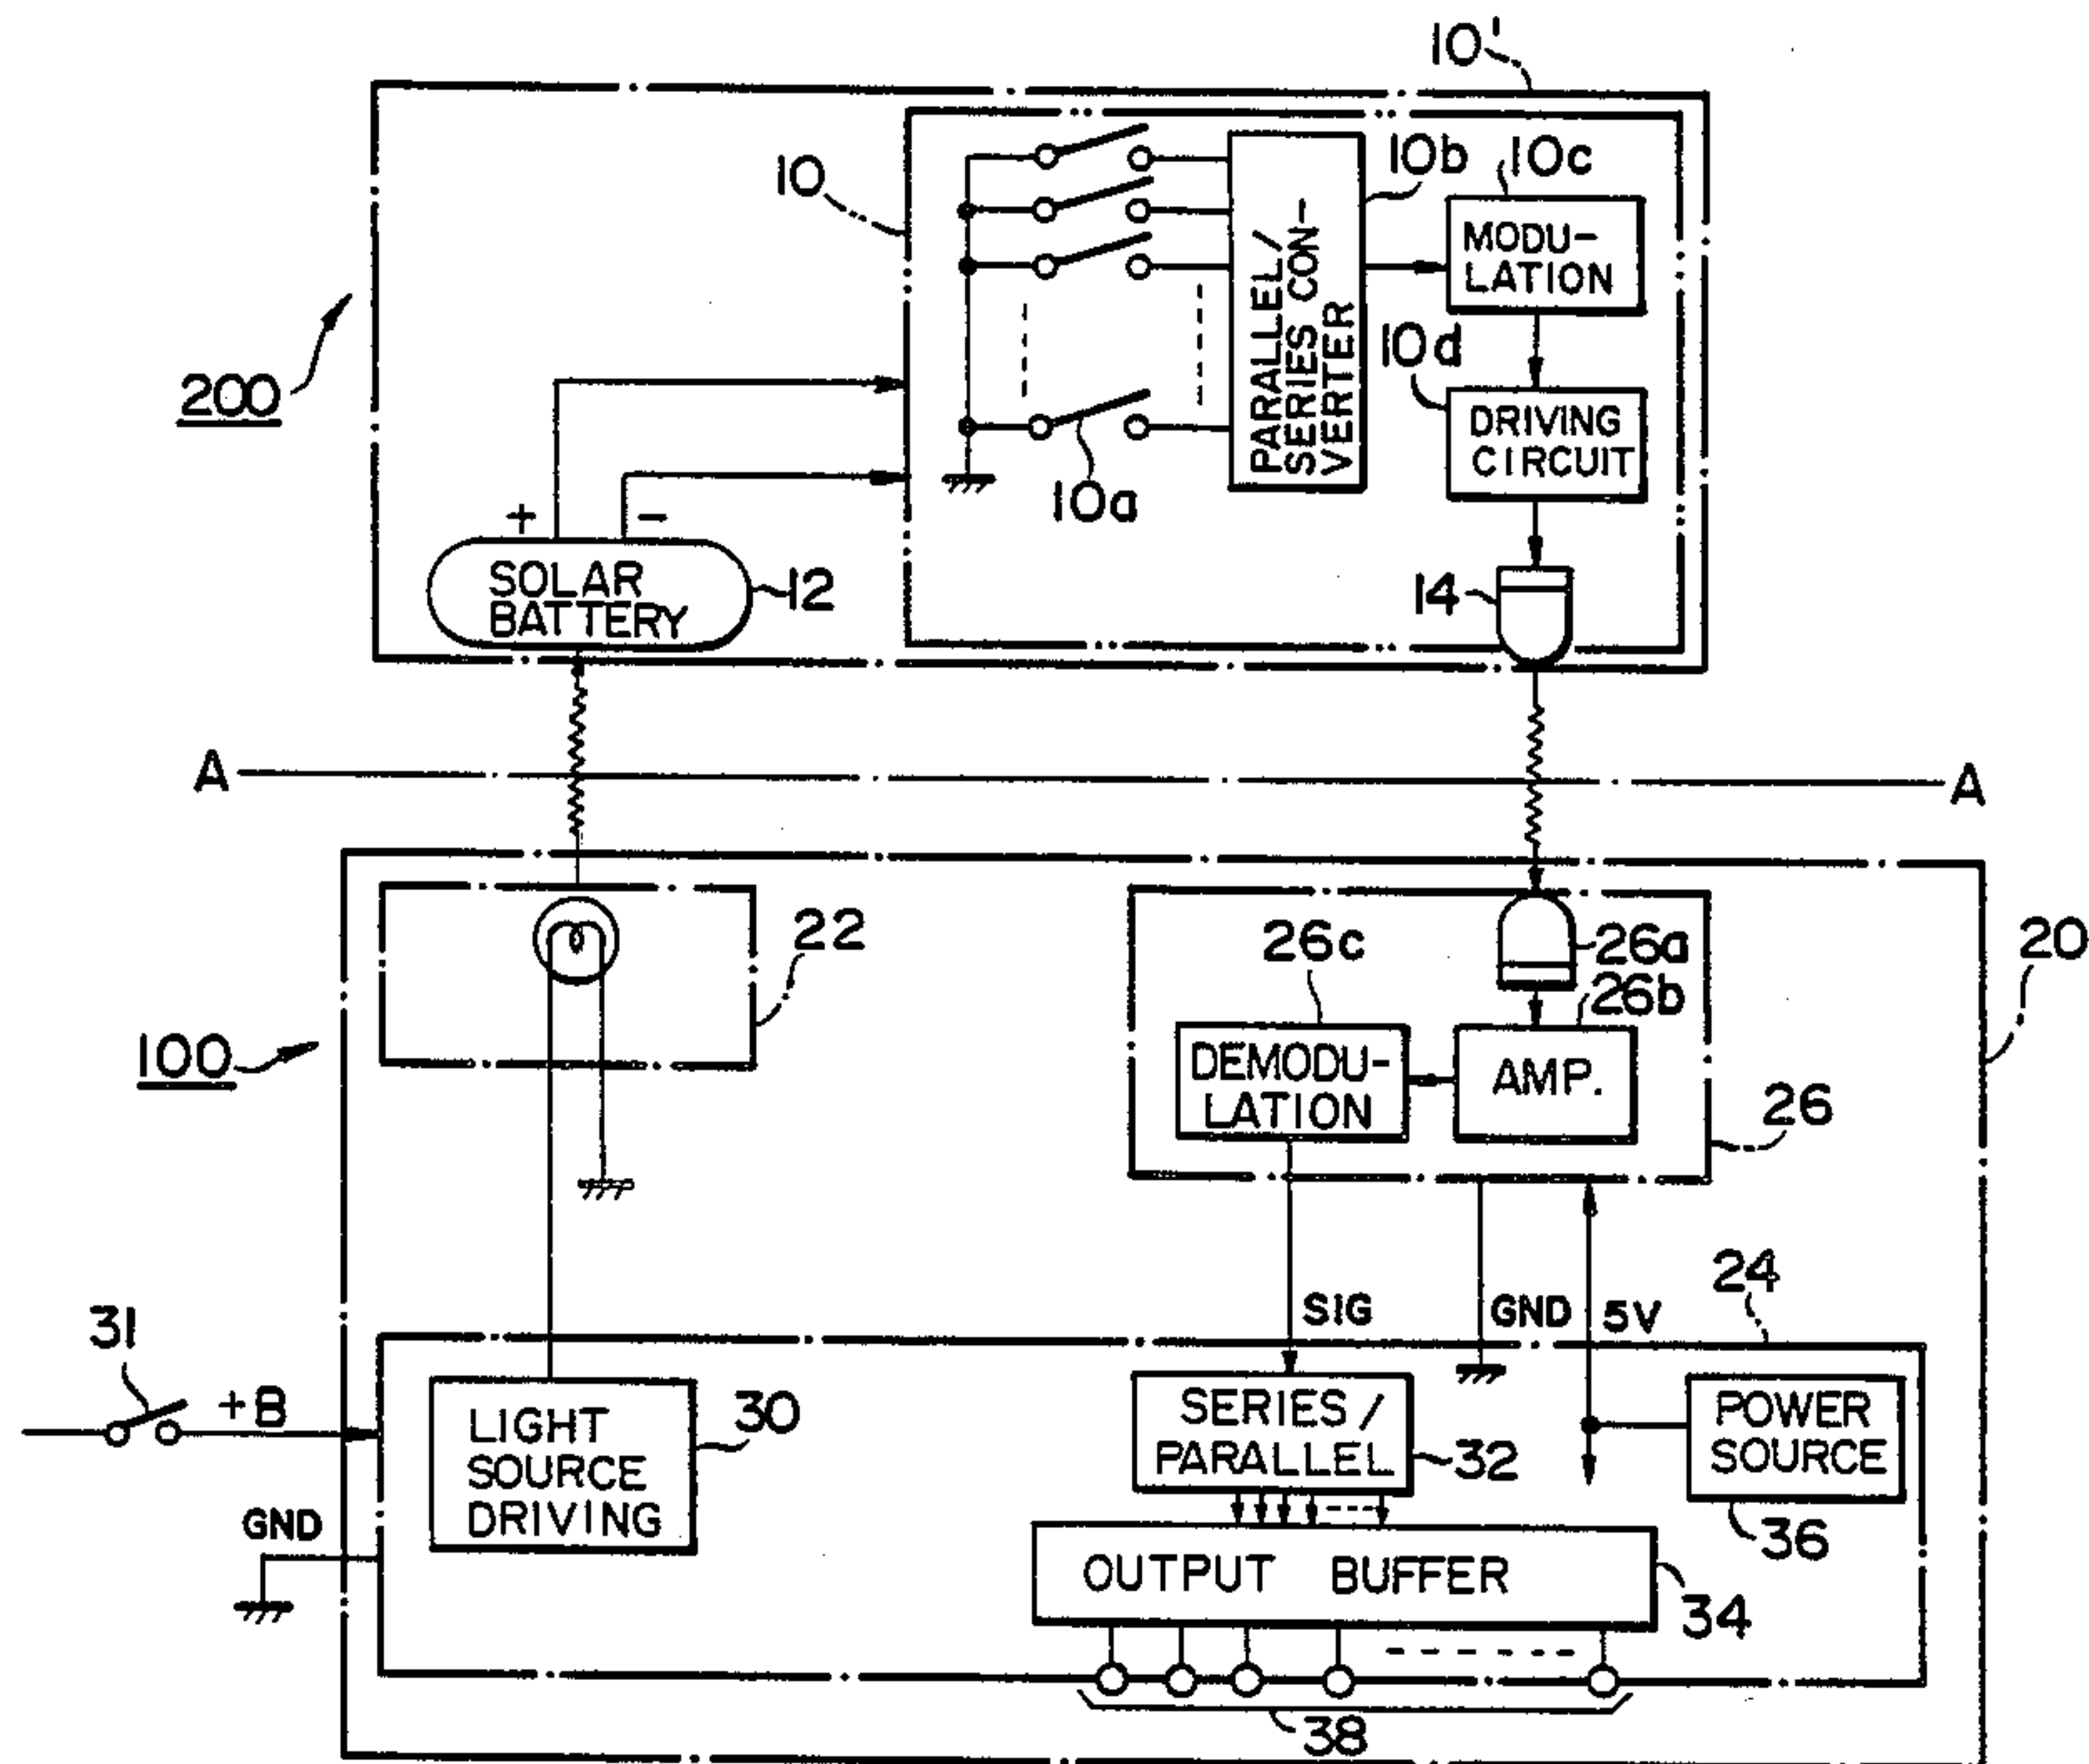 10'
10
10b
10c
PARALLEL/
SERIES CON-
VERTER
MODU-
LATION
10d
DRIVING
CIRCUIT
200
10a
+
-
SOLAR
BATTERY
12
14
A
A
22
26c
26a
26b
20
100
DEMODU-
LATION
AMP.
26
SIG
GND
5V
24
31
+B
LIGHT
SOURCE
DRIVING
30
SERIES/
PARALLEL
32
POWER
SOURCE
36
GND
OUTPUT BUFFER
34
38